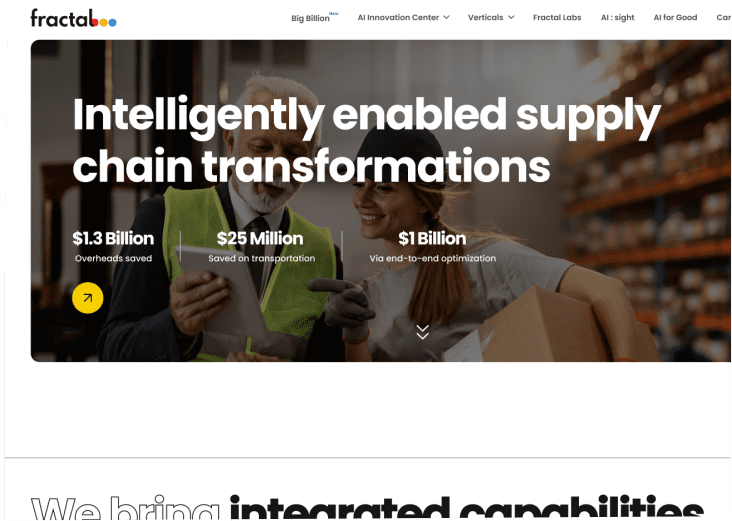 fractal
Big Billion New AI Innovation Center Verticals Fractal Labs AI : sight AI for Good
Intelligently enabled supply
chain transformations
$1.3 Billion $25 Million $1 Billion
Overheads saved Saved on transportation Via end-to-end optimization
We bring integrated capabilities